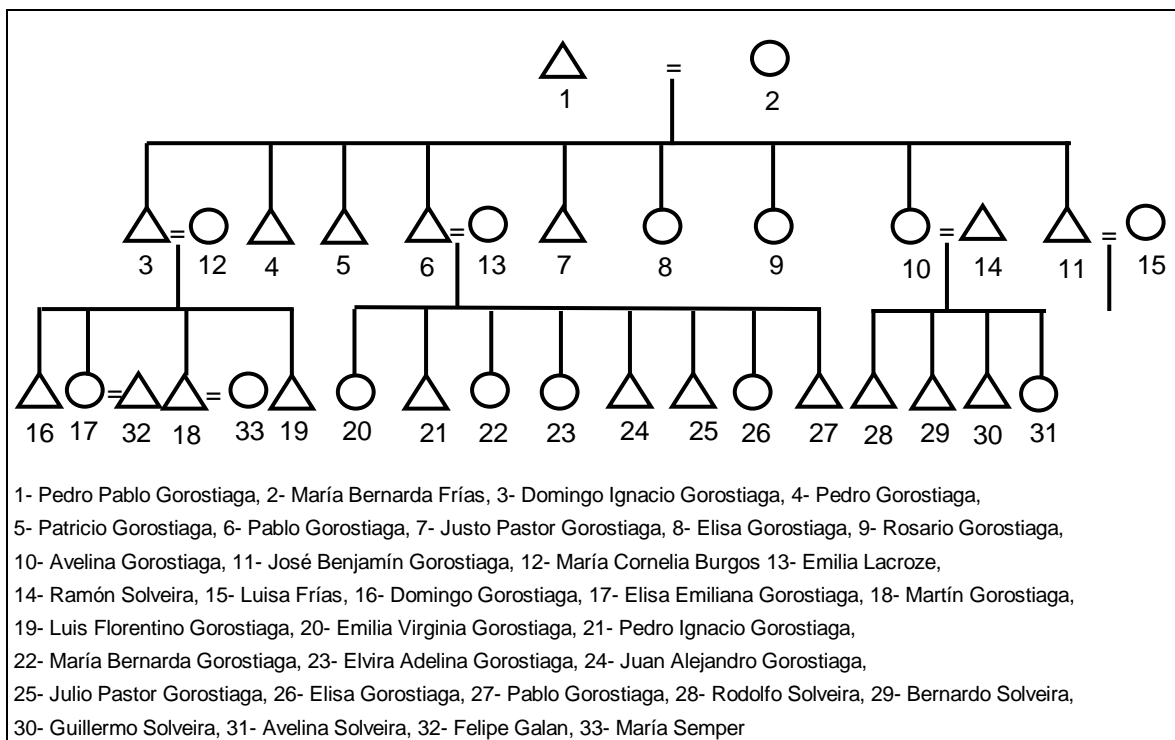 =
1 2
= = = =
3 12 4 5 6 13 7 8 9 10 14 11 15
= =
16 17 32 18 33 19 20 21 22 23 24 25 26 27 28 29 30 31
1- Pedro Pablo Gorostiaga, 2- María Bernarda Frías, 3- Domingo Ignacio Gorostiaga, 4- Pedro Gorostiaga,
5- Patricio Gorostiaga, 6- Pablo Gorostiaga, 7- Justo Pastor Gorostiaga, 8- Elisa Gorostiaga, 9- Rosario Gorostiaga,
10- Avelina Gorostiaga, 11- José Benjamín Gorostiaga, 12- María Cornelia Burgos 13- Emilia Lacroze,
14- Ramón Solveira, 15- Luisa Frías, 16- Domingo Gorostiaga, 17- Elisa Emiliana Gorostiaga, 18- Martín Gorostiaga,
19- Luis Florentino Gorostiaga, 20- Emilia Virginia Gorostiaga, 21- Pedro Ignacio Gorostiaga,
22- María Bernarda Gorostiaga, 23- Elvira Adelina Gorostiaga, 24- Juan Alejandro Gorostiaga,
25- Julio Pastor Gorostiaga, 26- Elisa Gorostiaga, 27- Pablo Gorostiaga, 28- Rodolfo Solveira, 29- Bernardo Solveira,
30- Guillermo Solveira, 31- Avelina Solveira, 32- Felipe Galan, 33- María Semper